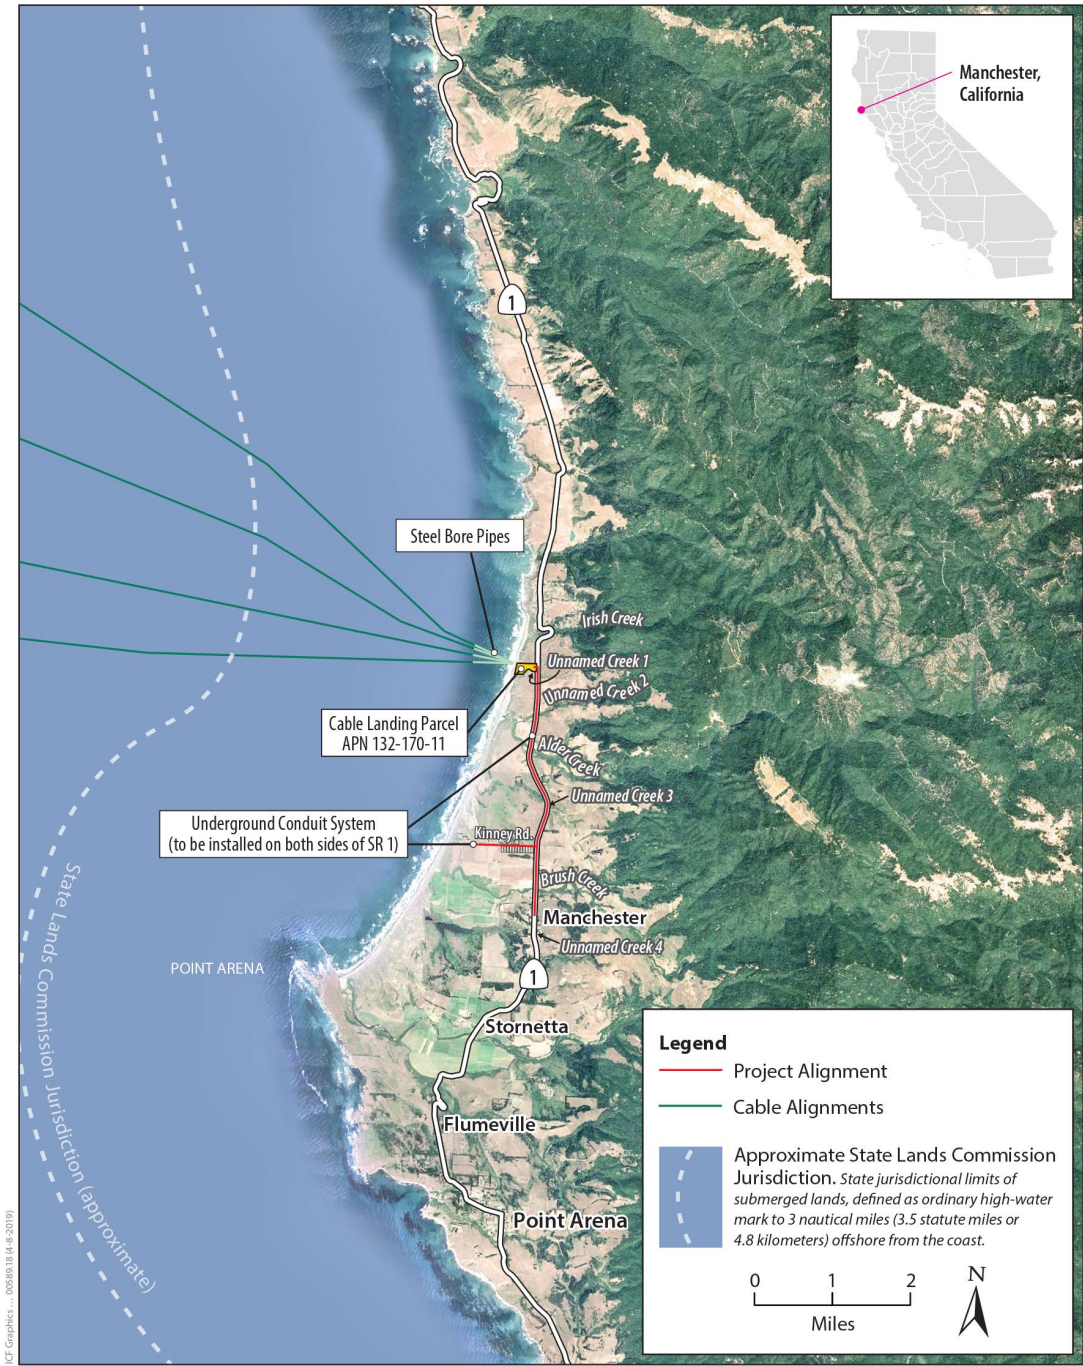 Manchester,
California
1
Steel Bore Pipes
Irish Creek
Unnamed Creek 1
Unnamed Creek 2
Cable Landing Parcel
APN 132-170-11
Alder Creek
Unnamed Creek 3
Underground Conduit System
(to be installed on both sides of SR 1)
Kinney Rd.
Brush Creek
Manchester
Unnamed Creek 4
POINT ARENA
1
State Lands Commission Jurisdiction (approximate)
Stornetta
Flumeville
Point Arena
Legend
Project Alignment
Cable Alignments
Approximate State Lands Commission
Jurisdiction. State jurisdictional limits of
submerged lands, defined as ordinary high-water
mark to 3 nautical miles (3.5 statute miles or
4.8 kilometers) offshore from the coast.
0 1 2
Miles
N
ICF Graphics ... 00589.18 (4-8-2019)